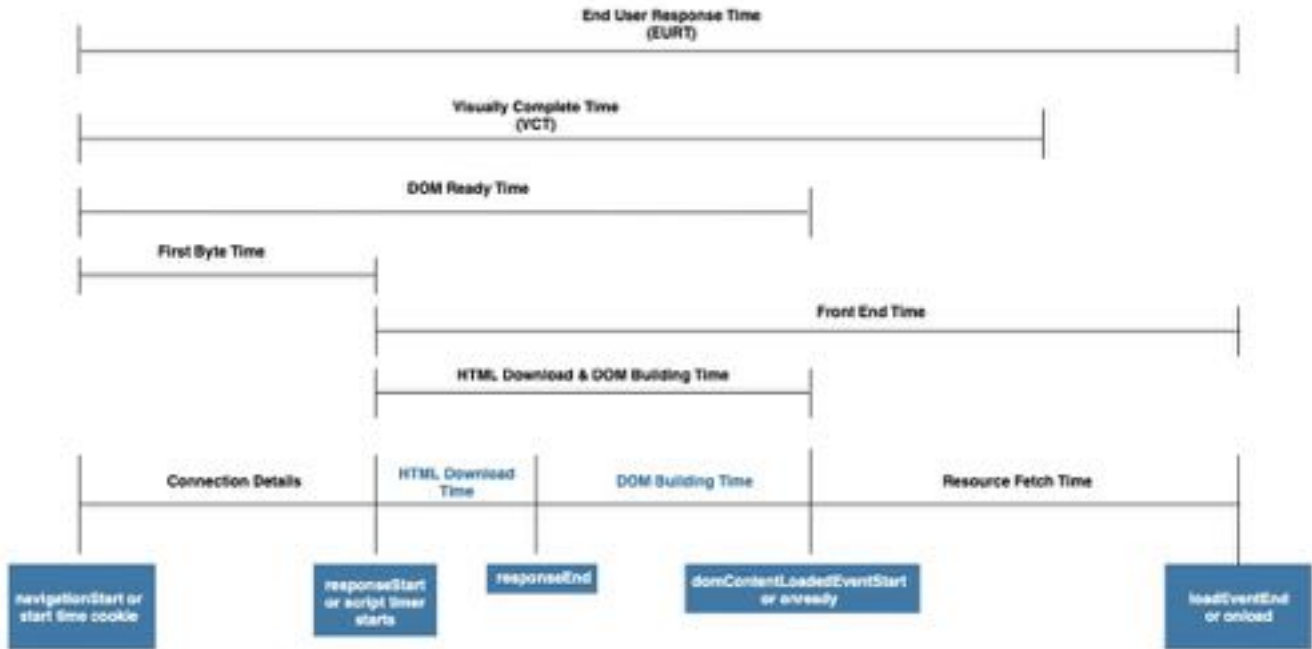 End User Response Time
(EURT)
Visually Complete Time
(VCT)
DOM Ready Time
First Byte Time
Front End Time
HTML Download & DOM Building Time
Connection Details
HTML Download
Time
DOM Building Time
Resource Fetch Time
navigationStart or
start time cookie
responseStart
or script timer
starts
responseEnd
domContentLoadedEventStart
or onready
loadEventEnd
or onload